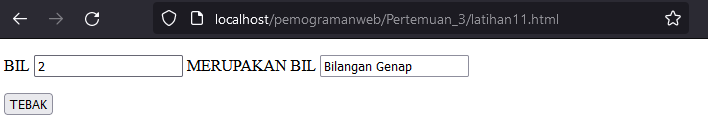 localhost/pemogramanweb/Pertemuan_3/latihan11.html
BIL 2 MERUPAKAN BIL Bilangan Genap
TEBAK